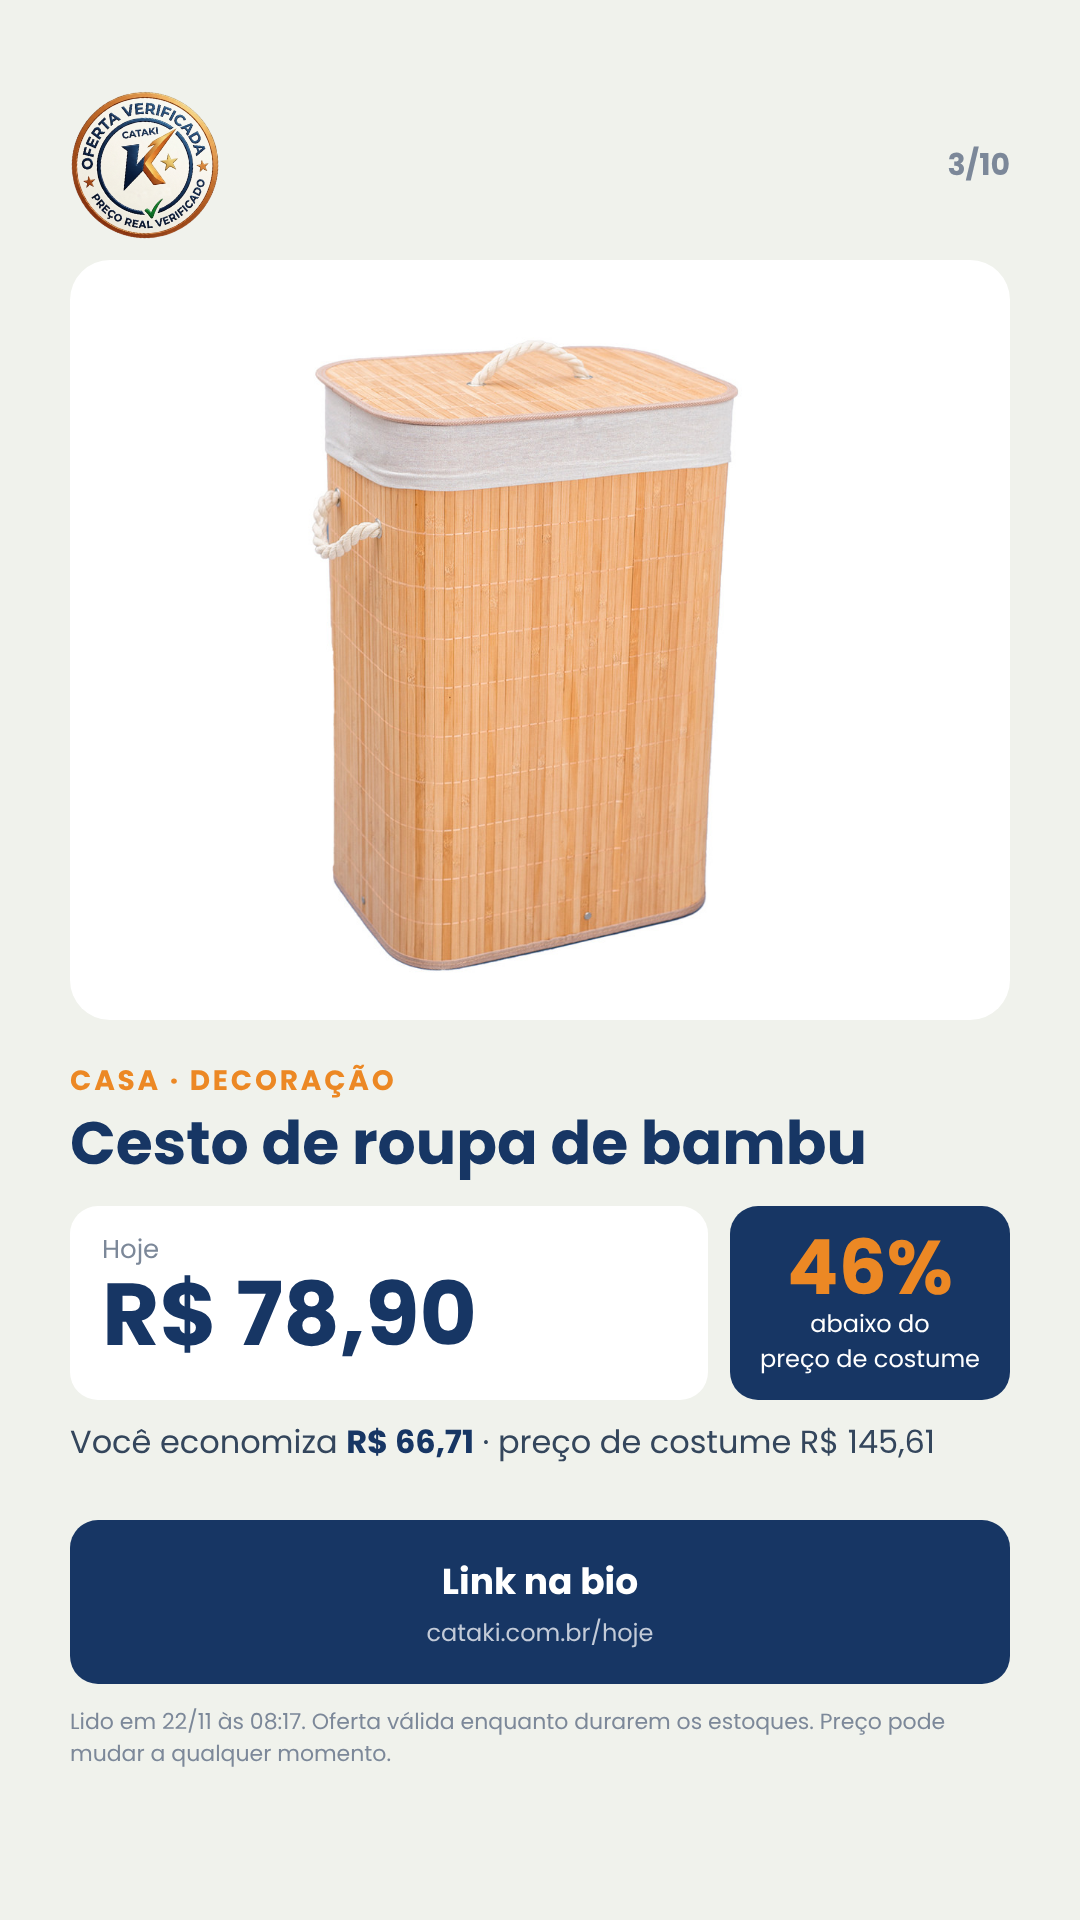 OFERTA VERIFICADA
CATAKI
K
PREÇO REAL VERIFICADO
3/10
CASA · DECORAÇÃO
Cesto de roupa de bambu
Hoje
R$ 78,90
46%
abaixo do
preço de costume
Você economiza R$ 66,71 · preço de costume R$ 145,61
Link na bio
cataki.com.br/hoje
Lido em 22/11 às 08:17. Oferta válida enquanto durarem os estoques. Preço pode
mudar a qualquer momento.